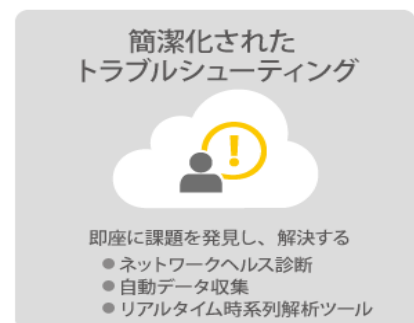 簡潔化された
トラブルシューティング
!
即座に課題を発見し、解決する
● ネットワークヘルス診断
● 自動データ収集
● リアルタイム時系列解析ツール